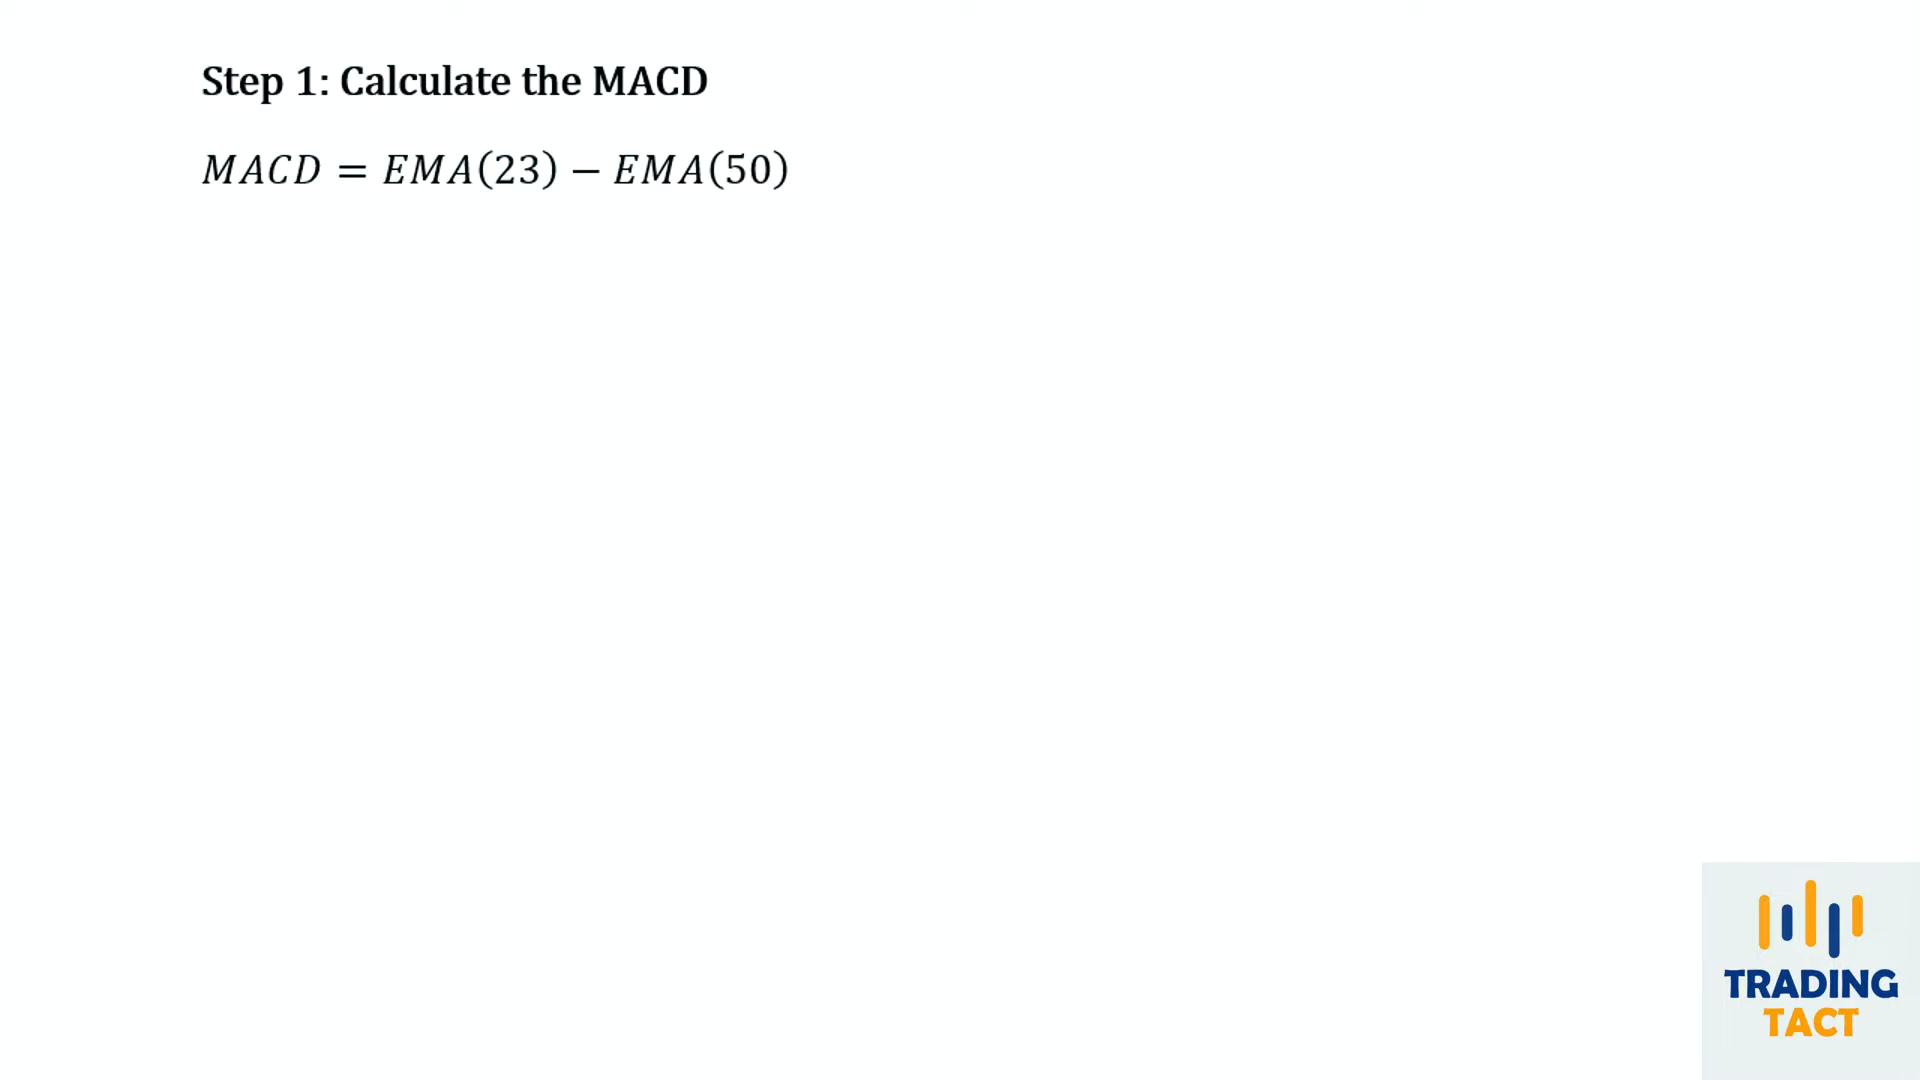 Step 1: Calculate the MACD
MACD = EMA(23) − EMA(50)
TRADING
TACT